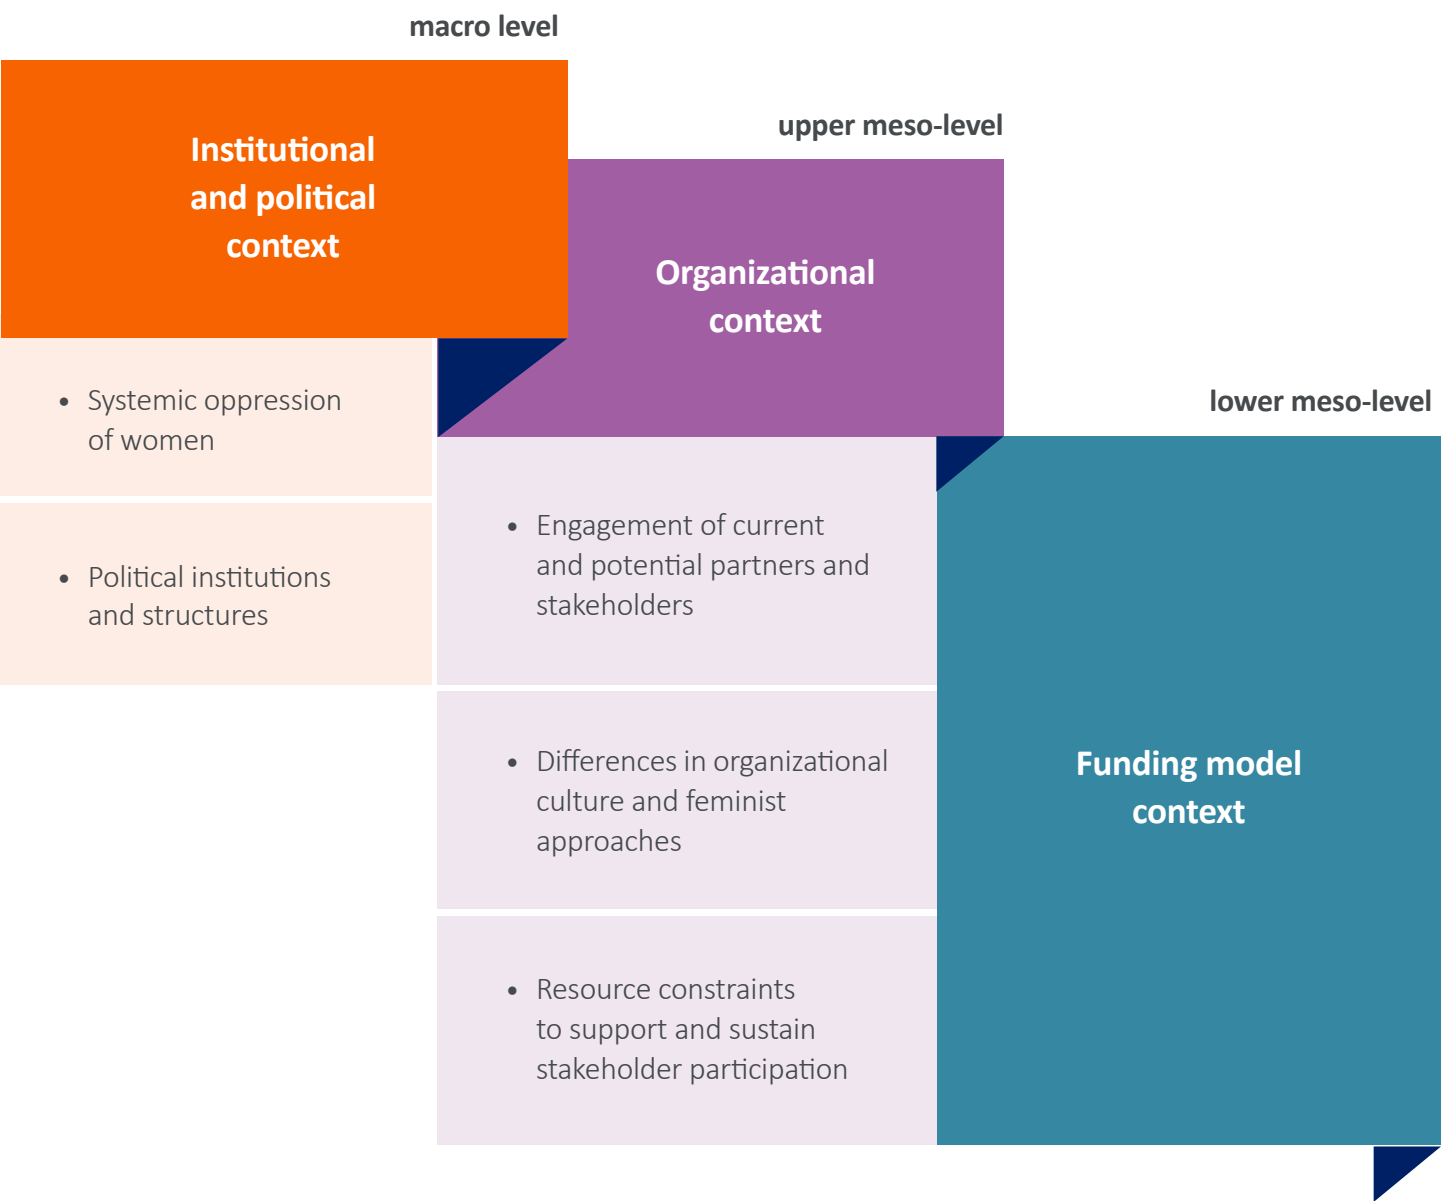 macro level
Institutional
and political
context
• Systemic oppression
of women
• Political institutions
and structures
upper meso-level
Organizational
context
• Engagement of current
and potential partners and
stakeholders
• Differences in organizational
culture and feminist
approaches
• Resource constraints
to support and sustain
stakeholder participation
lower meso-level
Funding model
context